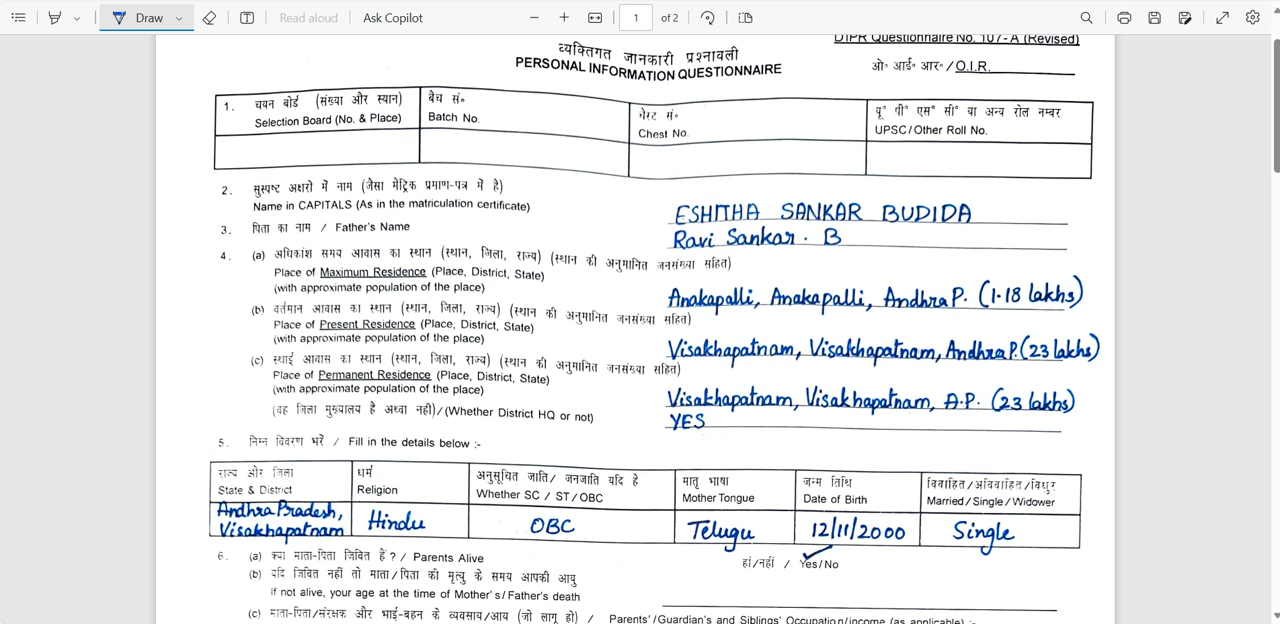 Draw
Read aloud
Ask Copilot
1 of 2
DIPR Questionnaire No. 107-A (Revised)
व्यक्तिगत जानकारी प्रश्नावली
PERSONAL INFORMATION QUESTIONNAIRE
ओ॰ आई॰ आर॰ / O.I.R.
1. चयन बोर्ड (संख्या और स्थान)
Selection Board (No. & Place)
बैच सं॰
Batch No.
चेस्ट सं॰
Chest No.
यू॰ पी॰ एस॰ सी॰ या अन्य रोल नम्बर
UPSC/Other Roll No.
2. सुस्पष्ट अक्षरो में नाम (जैसा मेट्रिक प्रमाण-पत्र में है)
Name in CAPITALS (As in the matriculation certificate)
ESHITHA SANKAR BUDIDA
3. पिता का नाम / Father's Name
Ravi Sankar. B
4. (a) अधिकांश समय आवास का स्थान (स्थान, जिला, राज्य) (स्थान की अनुमानित जनसंख्या सहित)
Place of Maximum Residence (Place, District, State)
(with approximate population of the place)
Anakapalli, Anakapalli, Andhra P. (1.18 lakhs)
(b) वर्तमान आवास का स्थान (स्थान, जिला, राज्य) (स्थान की अनुमानित जनसंख्या सहित)
Place of Present Residence (Place, District, State)
(with approximate population of the place)
Visakhapatnam, Visakhapatnam, Andhra P. (23 lakhs)
(c) स्थाई आवास का स्थान (स्थान, जिला, राज्य) (स्थान की अनुमानित जनसंख्या सहित)
Place of Permanent Residence (Place, District, State)
(with approximate population of the place)
Visakhapatnam, Visakhapatnam, A.P. (23 lakhs)
(वह जिला मुख्यालय है अथवा नही)/(Whether District HQ or not)
YES
5. निम्न विवरण भरें / Fill in the details below :-
राज्य और जिला
State & District
धर्म
Religion
अनुसूचित जाति/ जनजाति यदि हे
Whether SC / ST/OBC
मातृ भाषा
Mother Tongue
जन्म तिथि
Date of Birth
विवाहित/अविवाहित/विधुर
Married/Single/Widower
Andhra Pradesh,
Visakhapatnam
Hindu
OBC
Telugu
12/11/2000
Single
6. (a) क्या माता-पिता जिवित हैं? / Parents Alive
हां/नहीं / Yes/No
(b) यदि जिवित नहीं तो माता/पिता की मृत्यु के समय आपकी आयु
If not alive, your age at the time of Mother's/Father's death
(c) माता-पिता/संरक्षक और भाई-बहन के व्यवसाय/आय (जो लागू हो) / Parents'/Guardian's and Siblings' Occupation/income (as applicable) :-